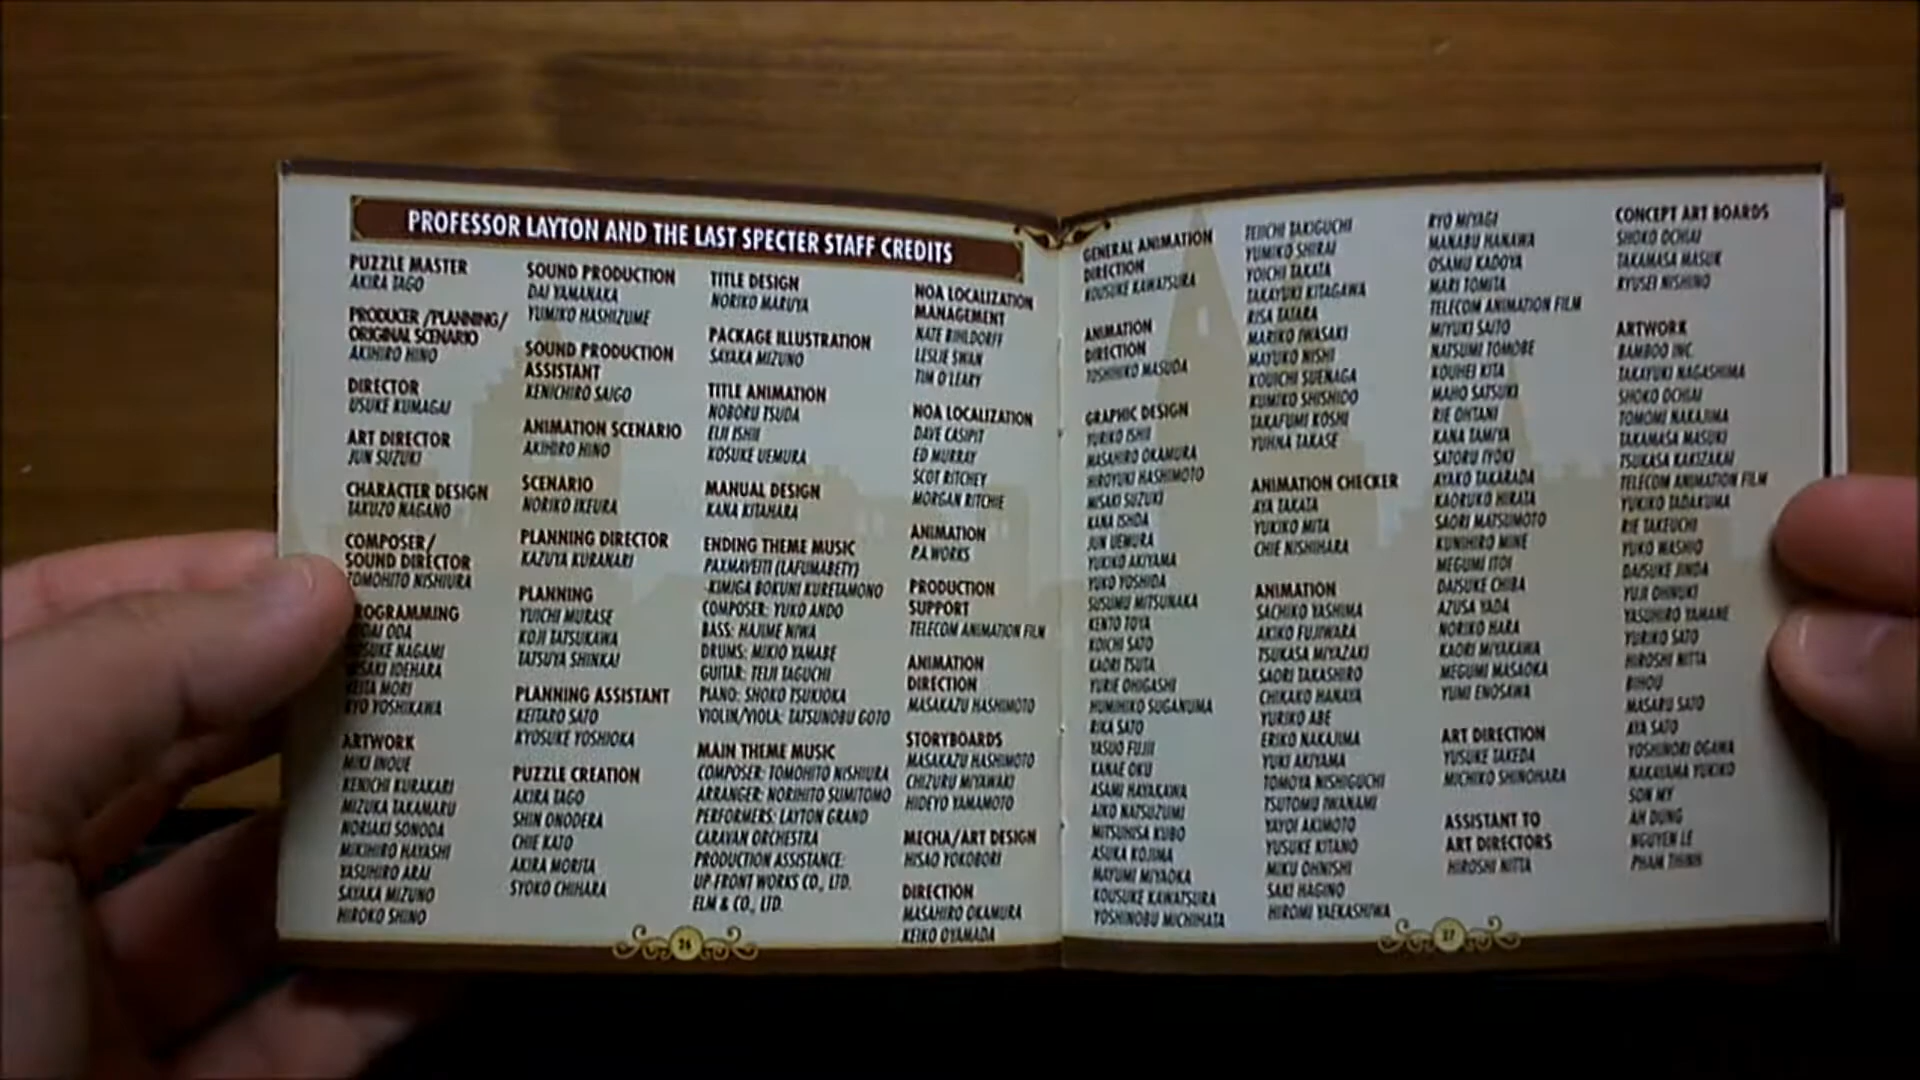 PROFESSOR LAYTON AND THE LAST SPECTER STAFF CREDITS
PUZZLE MASTER
AKIRA TAGO
PRODUCER /PLANNING/
ORIGINAL SCENARIO
AKIHIRO HINO
DIRECTOR
USUKE KUMAGAI
ART DIRECTOR
JUN SUZUKI
CHARACTER DESIGN
TAKUZO NAGANO
COMPOSER/
SOUND DIRECTOR
TOMOHITO NISHIURA
ROGRAMMING
ODA
NAGAMI
IDEHARA
MORI
YOSHIKAWA
ARTWORK
MIKI INOUE
KENICHI KURAKARI
MIZUKA TAKAMARU
NORIAKI SONODA
MIKIHIRO HAYASHI
YASUHIRO ARAI
SAYAKA MIZUNO
HIROKO SHINO
SOUND PRODUCTION
DAI YAMANAKA
YUMIKO HASHIZUME
SOUND PRODUCTION
ASSISTANT
KENICHIRO SAIGO
ANIMATION SCENARIO
AKIHIRO HINO
SCENARIO
NORIKO IKEURA
PLANNING DIRECTOR
KAZUYA KURANARI
PLANNING
YUICHI MURASE
KOJI TATSUKAWA
TATSUYA SHINKAI
PLANNING ASSISTANT
KEITARO SATO
KYOSUKE YOSHIOKA
PUZZLE CREATION
AKIRA TAGO
SHIN ONODERA
CHIE KATO
AKIRA MORITA
SYOKO CHIHARA
TITLE DESIGN
NORIKO MARUYA
PACKAGE ILLUSTRATION
SAYAKA MIZUNO
TITLE ANIMATION
NOBORU TSUDA
EIJI ISHII
KOSUKE UEMURA
MANUAL DESIGN
KANA KITAHARA
ENDING THEME MUSIC
PAXMAVEITI (LAFUMABETY)
-KIMIGA BOKUNI KURETAMONO
COMPOSER: YUKO ANDO
BASS: HAJIME NIWA
DRUMS: MIKIO YAMABE
GUITAR: TEIJI TAGUCHI
PIANO: SHOKO TSUKIOKA
VIOLIN/VIOLA: TATSUNOBU GOTO
MAIN THEME MUSIC
COMPOSER: TOMOHITO NISHIURA
ARRANGER: NORIHITO SUMITOMO
PERFORMERS: LAYTON GRAND
CARAVAN ORCHESTRA
PRODUCTION ASSISTANCE:
UP-FRONT WORKS CO., LTD.
ELM & CO., LTD.
NOA LOCALIZATION
MANAGEMENT
NATE BIHLDORFF
LESLIE SWAN
TIM O'LEARY
NOA LOCALIZATION
DAVE CASIPIT
ED MURRAY
SCOT RITCHEY
MORGAN RITCHIE
ANIMATION
P.A.WORKS
PRODUCTION
SUPPORT
TELECOM ANIMATION FILM
ANIMATION
DIRECTION
MASAKAZU HASHIMOTO
STORYBOARDS
MASAKAZU HASHIMOTO
CHIZURU MIYAWAKI
HIDEYO YAMAMOTO
MECHA/ART DESIGN
HISAO YOKOBORI
DIRECTION
MASAHIRO OKAMURA
KEIKO OYAMADA
26
GENERAL ANIMATION
DIRECTION
KOUSUKE KAWATSURA
ANIMATION
DIRECTION
TOSHIHIKO MASUDA
GRAPHIC DESIGN
YURIKO ISHII
MASAHIRO OKAMURA
HIROYUKI HASHIMOTO
MISAKI SUZUKI
KANA ISHDA
JUN UEMURA
YUKIKO AKIYAMA
YUKO YOSHIDA
SUSUMU MITSUNAKA
KENTO TOYA
KOICHI SATO
KAORI TSUTA
YURIE OHIGASHI
HUMIHIKO SUGANUMA
RIKA SATO
YASUO FUJII
KANAE OKU
ASAMI HAYAKAWA
AIKO NATSUZUMI
MITSUHISA KUBO
ASUKA KOJIMA
MAYUMI MIYAOKA
KOUSUKE KAWATSURA
YOSHINOBU MICHIHATA
TEIICHI TAKIGUCHI
YUMIKO SHIRAI
YOICHI TAKATA
TAKAYUKI KITAGAWA
RISA TATARA
MARIKO IWASAKI
MAYUKO NISHI
KOUICHI SUENAGA
KUMIKO SHISHIDO
TAKAFUMI KOSHI
YUHNA TAKASE
ANIMATION CHECKER
AYA TAKATA
YUKIKO MITA
CHIE NISHIHARA
ANIMATION
SACHIKO YASHIMA
AKIKO FUJIWARA
TSUKASA MIYAZAKI
SAORI TAKASHIRO
CHIKAKO HANAYA
YURIKO ABE
ERIKO NAKAJIMA
YUKI AKIYAMA
TOMOYA NISHIGUCHI
TSUTOMU IWANAMI
YAYOI AKIMOTO
YUSUKE KITANO
MIKU OHNISHI
SAKI HAGINO
HIROMI YAEKASHIWA
RYO MIYAGI
MANABU HANAWA
OSAMU KADOYA
MARI TOMITA
TELECOM ANIMATION FILM
MIYUKI SAITO
NATSUMI TOMOBE
KOUHEI KITA
MAHO SATSUKI
RIE OHTANI
KANA TAMIYA
SATORU IYOKI
AYAKO TAKARADA
KAORUKO HIRATA
SAORI MATSUMOTO
KUNIHIRO MINE
MEGUMI ITOI
DAISUKE CHIBA
AZUSA YADA
NORIKO HARA
KAORI MIYAKAWA
MEGUMI MASAOKA
YUMI ENOSAWA
ART DIRECTION
YUSUKE TAKEDA
MICHIKO SHINOHARA
ASSISTANT TO
ART DIRECTORS
HIROSHI NITTA
CONCEPT ART BOARDS
SHOKO OCHIAI
TAKAMASA MASUK
RYUSEI NISHINO
ARTWORK
BAMBOO INC.
TAKAYUKI NAGASHIMA
SHOKO OCHIAI
TOMOMI NAKAJIMA
TAKAMASA MASUKI
TSUKASA KAKIZAKAI
TELECOM ANIMATION FILM
YUKIKO TADAKUMA
RIE TAKEUCHI
YUKO WASHIO
DAISUKE JINDA
YUJI OHNUKI
YASUHIRO YAMANE
YURIKO SATO
HIROSHI NITTA
BIHOU
MASARU SATO
AYA SATO
YOSHINORI OGAWA
NAKAYAMA YUKIKO
SON MY
AH DUNG
NGUYEN LE
PHAM THINH
27